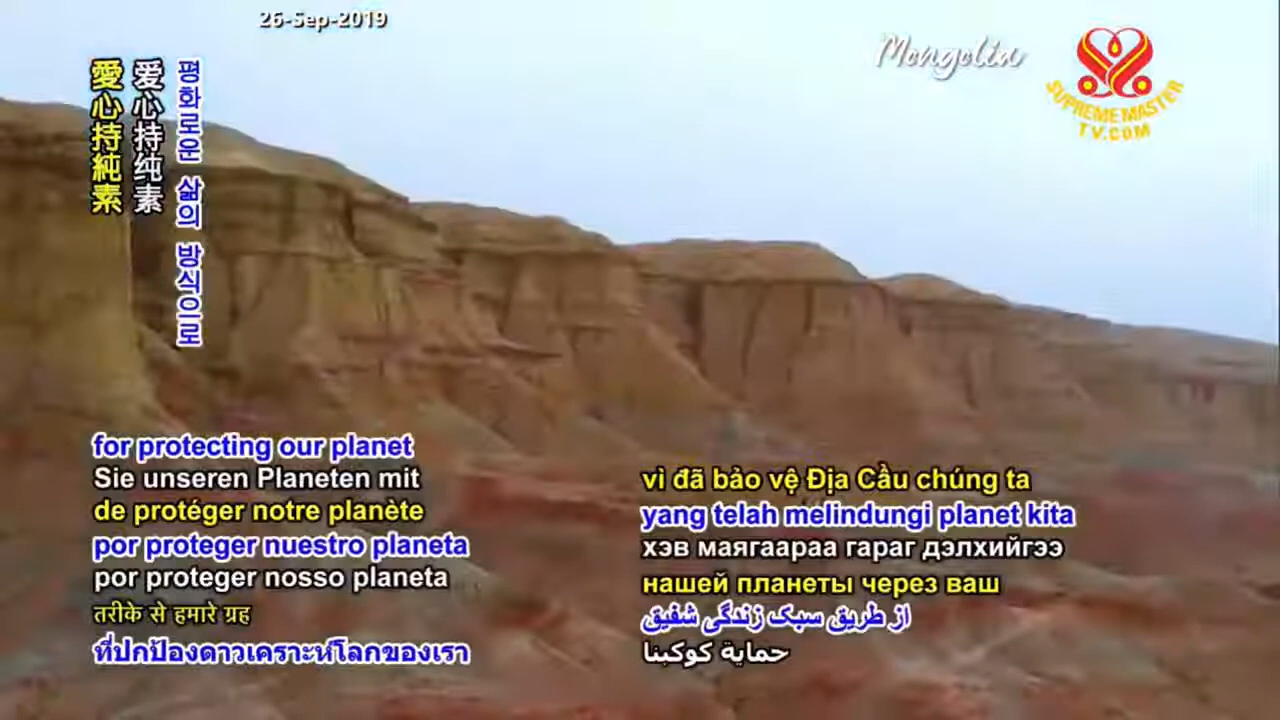 26-Sep-2019
Mongolia
SUPREME MASTER
TV.COM
愛心持純素
爱心持纯素
평화로운 삶의 방식으로
for protecting our planet
Sie unseren Planeten mit
de protéger notre planète
por proteger nuestro planeta
por proteger nosso planeta
तरीके से हमारे ग्रह
ที่ปกป้องดาวเคราะห์โลกของเรา
vì đã bảo vệ Địa Cầu chúng ta
yang telah melindungi planet kita
хэв маягаараа гараг дэлхийгээ
нашей планеты через ваш
از طریق سبک زندگی شفیق
حماية كوكبنا